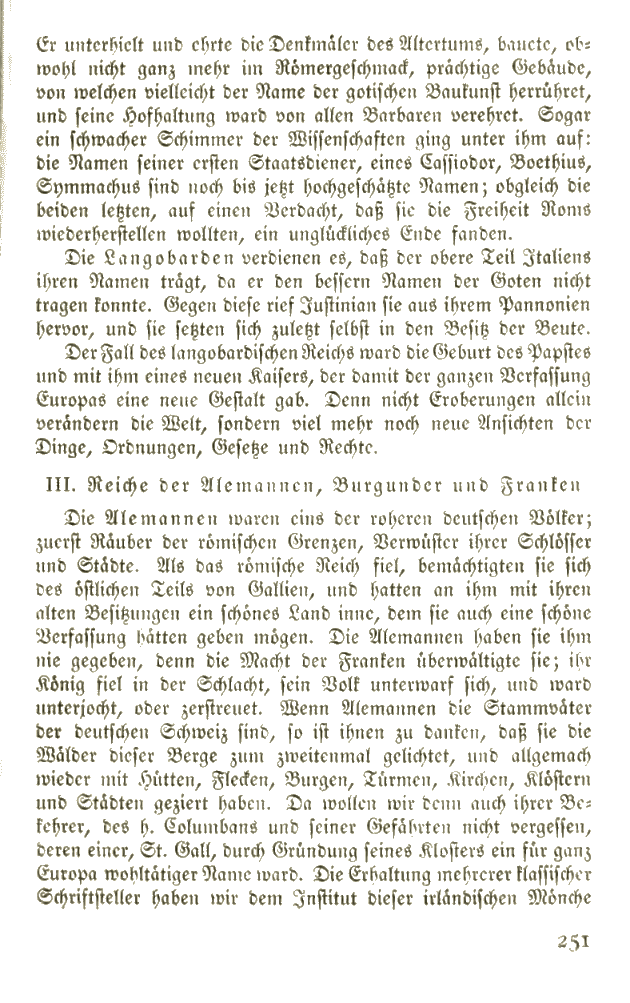 Er unterhielt und ehrte die Denkmäler des Altertums, bauete, ob-
wohl nicht ganz mehr im Römergeschmack, prächtige Gebäude,
von welchen vielleicht der Name der gotischen Baukunst herrühret,
und seine Hofhaltung ward von allen Barbaren verehret. Sogar
ein schwacher Schimmer der Wissenschaften ging unter ihm auf:
die Namen seiner ersten Staatsdiener, eines Cassiodor, Boethius,
Symmachus sind noch bis jetzt hochgeschätzte Namen; obgleich die
beiden letzten, auf einen Verdacht, daß sie die Freiheit Roms
wiederherstellen wollten, ein unglückliches Ende fanden.
Die Langobarden verdienen es, daß der obere Teil Italiens
ihren Namen trägt, da er den bessern Namen der Goten nicht
tragen konnte. Gegen diese rief Justinian sie aus ihrem Pannonien
hervor, und sie setzten sich zuletzt selbst in den Besitz der Beute.
Der Fall des langobardischen Reichs ward die Geburt des Papstes
und mit ihm eines neuen Kaisers, der damit der ganzen Verfassung
Europas eine neue Gestalt gab. Denn nicht Eroberungen allein
verändern die Welt, sondern viel mehr noch neue Ansichten der
Dinge, Ordnungen, Gesetze und Rechte.
III. Reiche der Alemannen, Burgunder und Franken
Die Alemannen waren eins der roheren deutschen Völker;
zuerst Räuber der römischen Grenzen, Verwüster ihrer Schlösser
und Städte. Als das römische Reich fiel, bemächtigten sie sich
des östlichen Teils von Gallien, und hatten an ihm mit ihren
alten Besitzungen ein schönes Land inne, dem sie auch eine schöne
Verfassung hätten geben mögen. Die Alemannen haben sie ihm
nie gegeben, denn die Macht der Franken überwältigte sie; ihr
König fiel in der Schlacht, sein Volk unterwarf sich, und ward
unterjocht, oder zerstreuet. Wenn Alemannen die Stammväter
der deutschen Schweiz sind, so ist ihnen zu danken, daß sie die
Wälder dieser Berge zum zweitenmal gelichtet, und allgemach
wieder mit Hütten, Flecken, Burgen, Türmen, Kirchen, Klöstern
und Städten geziert haben. Da wollen wir denn auch ihrer Be-
kehrer, des h. Columbans und seiner Gefährten nicht vergessen,
deren einer, St. Gall, durch Gründung seines Klosters ein für ganz
Europa wohltätiger Name ward. Die Erhaltung mehrerer klassischer
Schriftsteller haben wir dem Institut dieser irländischen Mönche
251